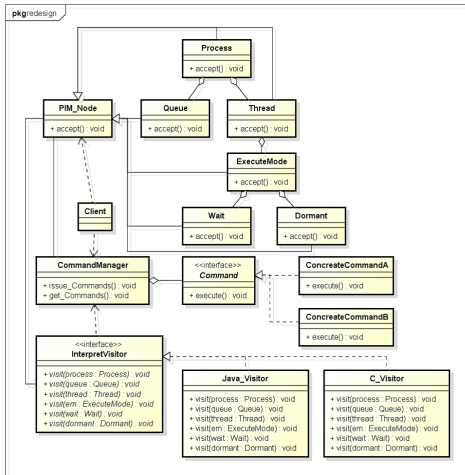 pkg redesign
Process
+ accept() : void
PIM_Node
+ accept() : void
Queue
+ accept() : void
Thread
+ accept() : void
ExecuteMode
+ accept() : void
Client
Wait
+ accept() : void
Dormant
+ accept() : void
CommandManager
+ issue_Commands() : void
+ get_Commands() : void
<<interface>>
Command
+ execute() : void
ConcreateCommandA
+ execute() : void
ConcreateCommandB
+ execute() : void
<<interface>>
InterpretVisitor
+ visit(process : Process) : void
+ visit(queue : Queue) : void
+ visit(thread : Thread) : void
+ visit(em : ExecuteMode) : void
+ visit(wait : Wait) : void
+ visit(dormant : Dormant) : void
Java_Visitor
+ visit(process : Process) : void
+ visit(queue : Queue) : void
+ visit(thread : Thread) : void
+ visit(em : ExecuteMode) : void
+ visit(wait : Wait) : void
+ visit(dormant : Dormant) : void
C_Visitor
+ visit(process : Process) : void
+ visit(queue : Queue) : void
+ visit(thread : Thread) : void
+ visit(em : ExecuteMode) : void
+ visit(wait : Wait) : void
+ visit(dormant : Dormant) : void